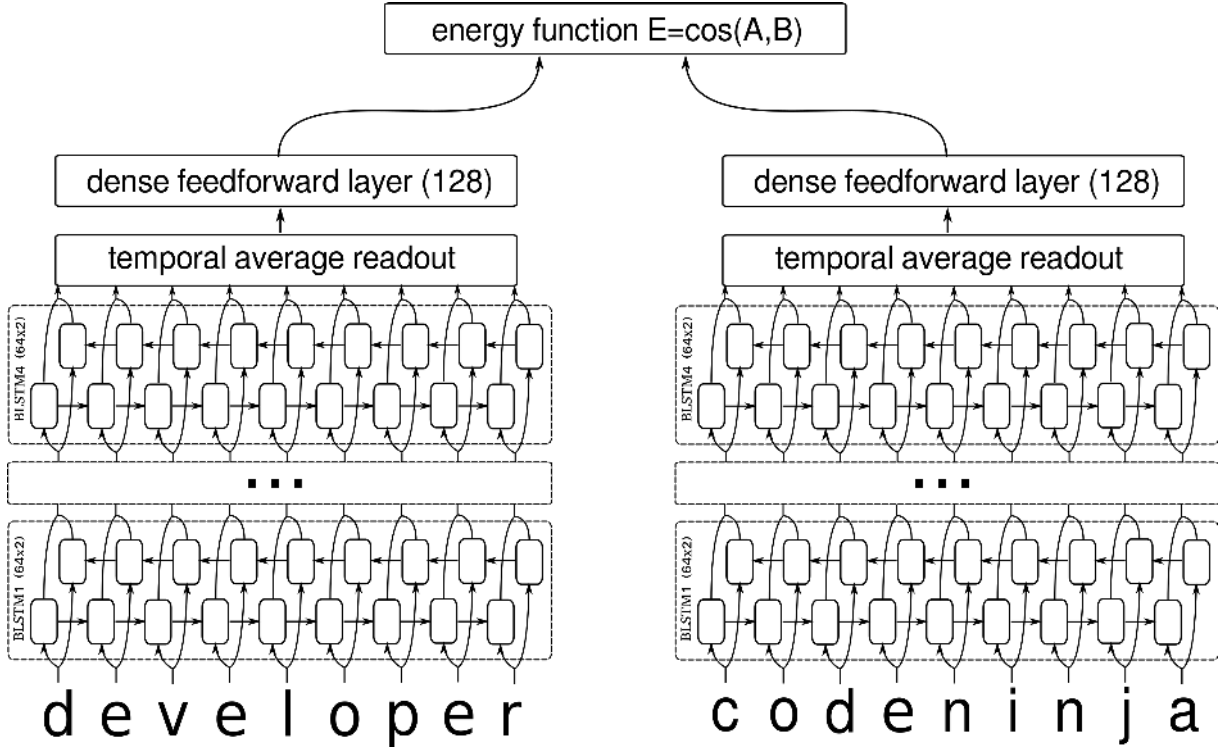 energy function E=cos(A,B)
dense feedforward layer (128)
dense feedforward layer (128)
temporal average readout
temporal average readout
BLSTM4 (64x2)
BLSTM4 (64x2)
...
...
BLSTM1 (64x2)
BLSTM1 (64x2)
d e v e l o p e r
c o d e n i n j a